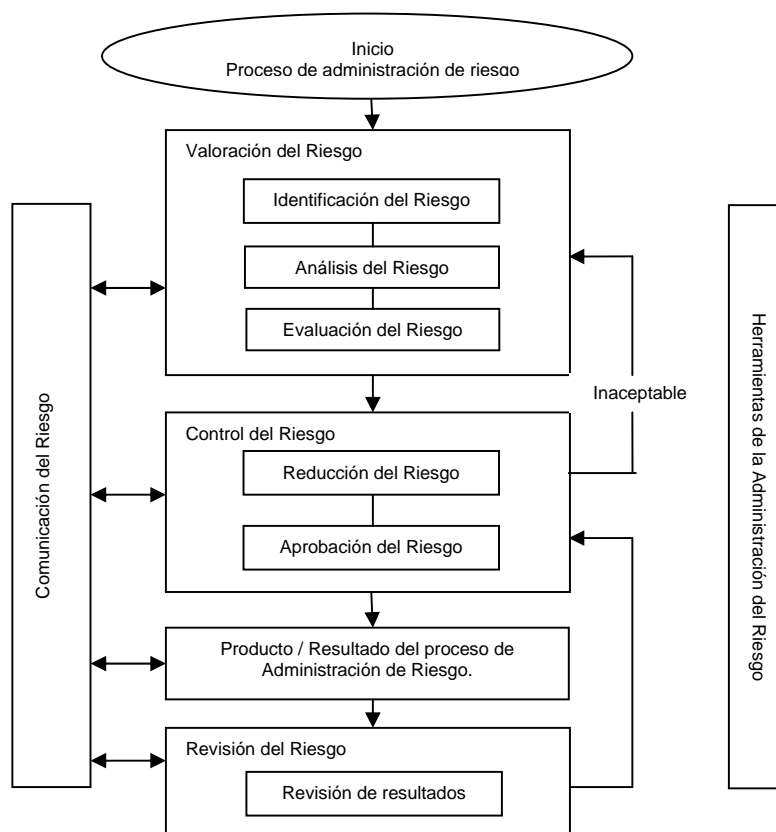 Inicio
Proceso de administración de riesgo
Valoración del Riesgo
Identificación del Riesgo
Análisis del Riesgo
Evaluación del Riesgo
Inaceptable
Control del Riesgo
Reducción del Riesgo
Aprobación del Riesgo
Producto / Resultado del proceso de
Administración de Riesgo.
Revisión del Riesgo
Revisión de resultados
Comunicación del Riesgo
Herramientas de la Administración del Riesgo